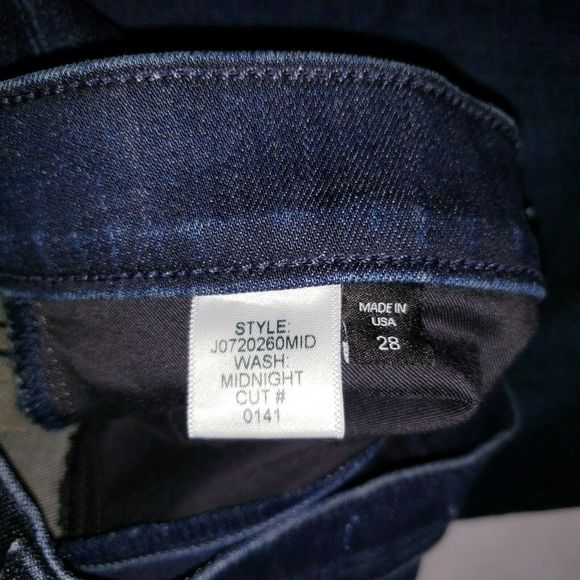 STYLE:
J0720260MID
WASH:
MIDNIGHT
CUT #
0141
MADE IN
USA
28